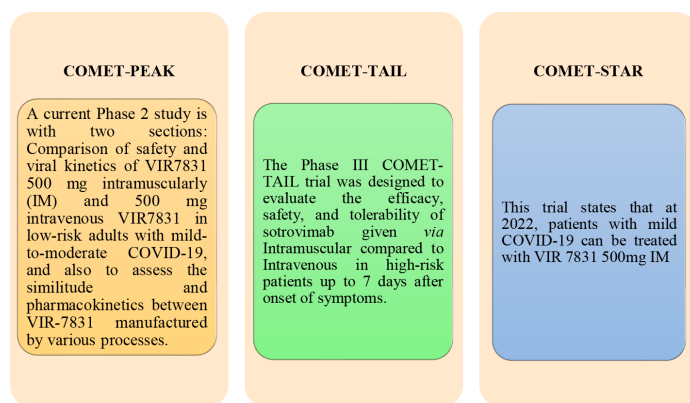 COMET-PEAK
A current Phase 2 study is
with two sections:
Comparison of safety and
viral kinetics of VIR7831
500 mg intramuscularly
(IM) and 500 mg
intravenous VIR7831 in
low-risk adults with mild-
to-moderate COVID-19,
and also to assess the
similitude and
pharmacokinetics between
VIR-7831 manufactured
by various processes.
COMET-TAIL
The Phase III COMET-
TAIL trial was designed to
evaluate the efficacy,
safety, and tolerability of
sotrovimab given via
Intramuscular compared to
Intravenous in high-risk
patients up to 7 days after
onset of symptoms.
COMET-STAR
This trial states that at
2022, patients with mild
COVID-19 can be treated
with VIR 7831 500mg IM